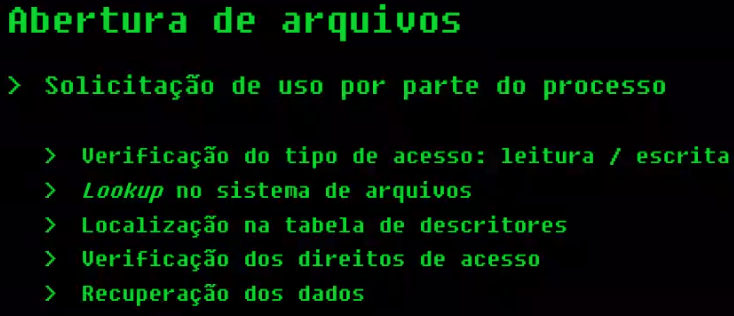 Abertura de arquivos
> Solicitação de uso por parte do processo
> Verificação do tipo de acesso: leitura / escrita
> Lookup no sistema de arquivos
> Localização na tabela de descritores
> Verificação dos direitos de acesso
> Recuperação dos dados